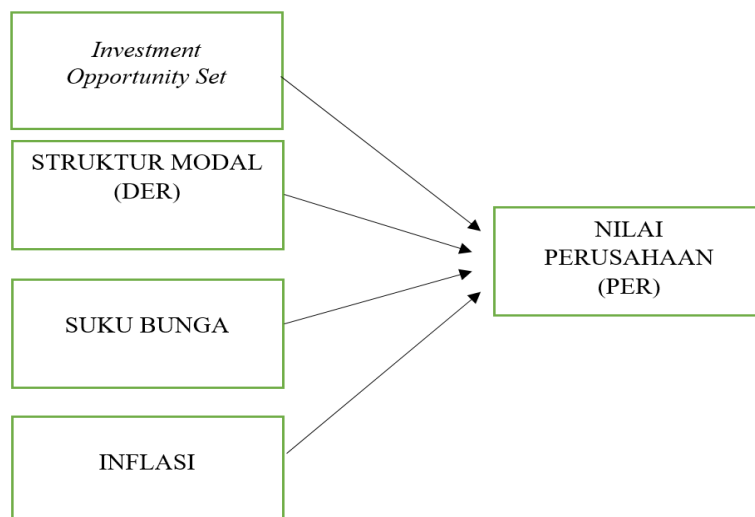 Investment
Opportunity Set
STRUKTUR MODAL
(DER)
SUKU BUNGA
INFLASI
NILAI
PERUSAHAAN
(PER)